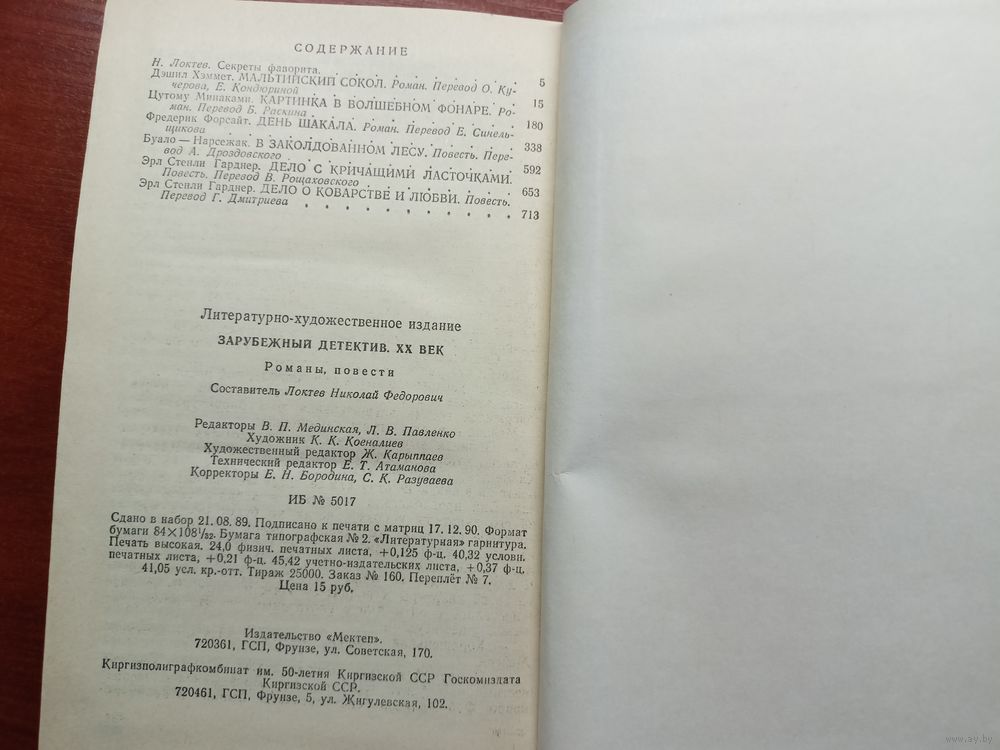 СОДЕРЖАНИЕ
Н. Локтев. Секреты фаворита. . . . . . . . . . 5
Дэшил Хэммет. МАЛЬТИЙСКИЙ СОКОЛ. Роман. Перевод О. Ку-
черова, Е. Кондюриной . . . . . . . . . . 15
Цутому Минаками. КАРТИНКА В ВОЛШЕБНОМ ФОНАРЕ. Ро-
ман. Перевод Б. Раскина . . . . . . . . . . 180
Фредерик Форсайт. ДЕНЬ ШАКАЛА. Роман. Перевод Е. Синель-
щикова . . . . . . . . . . 338
Буало — Нарсежак. В ЗАКОЛДОВАННОМ ЛЕСУ. Повесть. Пере-
вод А. Дроздовского . . . . . . . . . . 592
Эрл Стенли Гарднер. ДЕЛО С КРИЧАЩИМИ ЛАСТОЧКАМИ.
Повесть. Перевод В. Рощаховского . . . . . . . . . . 653
Эрл Стенли Гарднер. ДЕЛО О КОВАРСТВЕ И ЛЮБВИ. Повесть.
Перевод Г. Дмитриева . . . . . . . . . . 713
Литературно-художественное издание
ЗАРУБЕЖНЫЙ ДЕТЕКТИВ. XX ВЕК
Романы, повести
Составитель Локтев Николай Федорович
Редакторы В. П. Мединская, Л. В. Павленко
Художник К. К. Коеналиев
Художественный редактор Ж. Карыппаев
Технический редактор Е. Т. Атаманова
Корректоры Е. Н. Бородина, С. К. Разуваева
ИБ № 5017
Сдано в набор 21. 08. 89. Подписано к печати с матриц 17. 12. 90. Формат
бумаги 84×108¹/₃₂. Бумага типографская № 2. «Литературная» гарнитура.
Печать высокая. 24,0 физич. печатных листа, +0,125 ф-ц. 40,32 условн.
печатных листа, +0,21 ф-ц. 45,42 учетно-издательских листа, +0,37 ф-ц.
41,05 усл. кр.-отт. Тираж 25000. Заказ № 160. Переплёт № 7.
Цена 15 руб.
Издательство «Мектеп».
720361, ГСП, Фрунзе, ул. Советская, 170.
Киргизполиграфкомбинат им. 50-летия Киргизской ССР Госкомиздата
Киргизской ССР.
720461, ГСП, Фрунзе, 5, ул. Жигулевская, 102.
www.ay.by